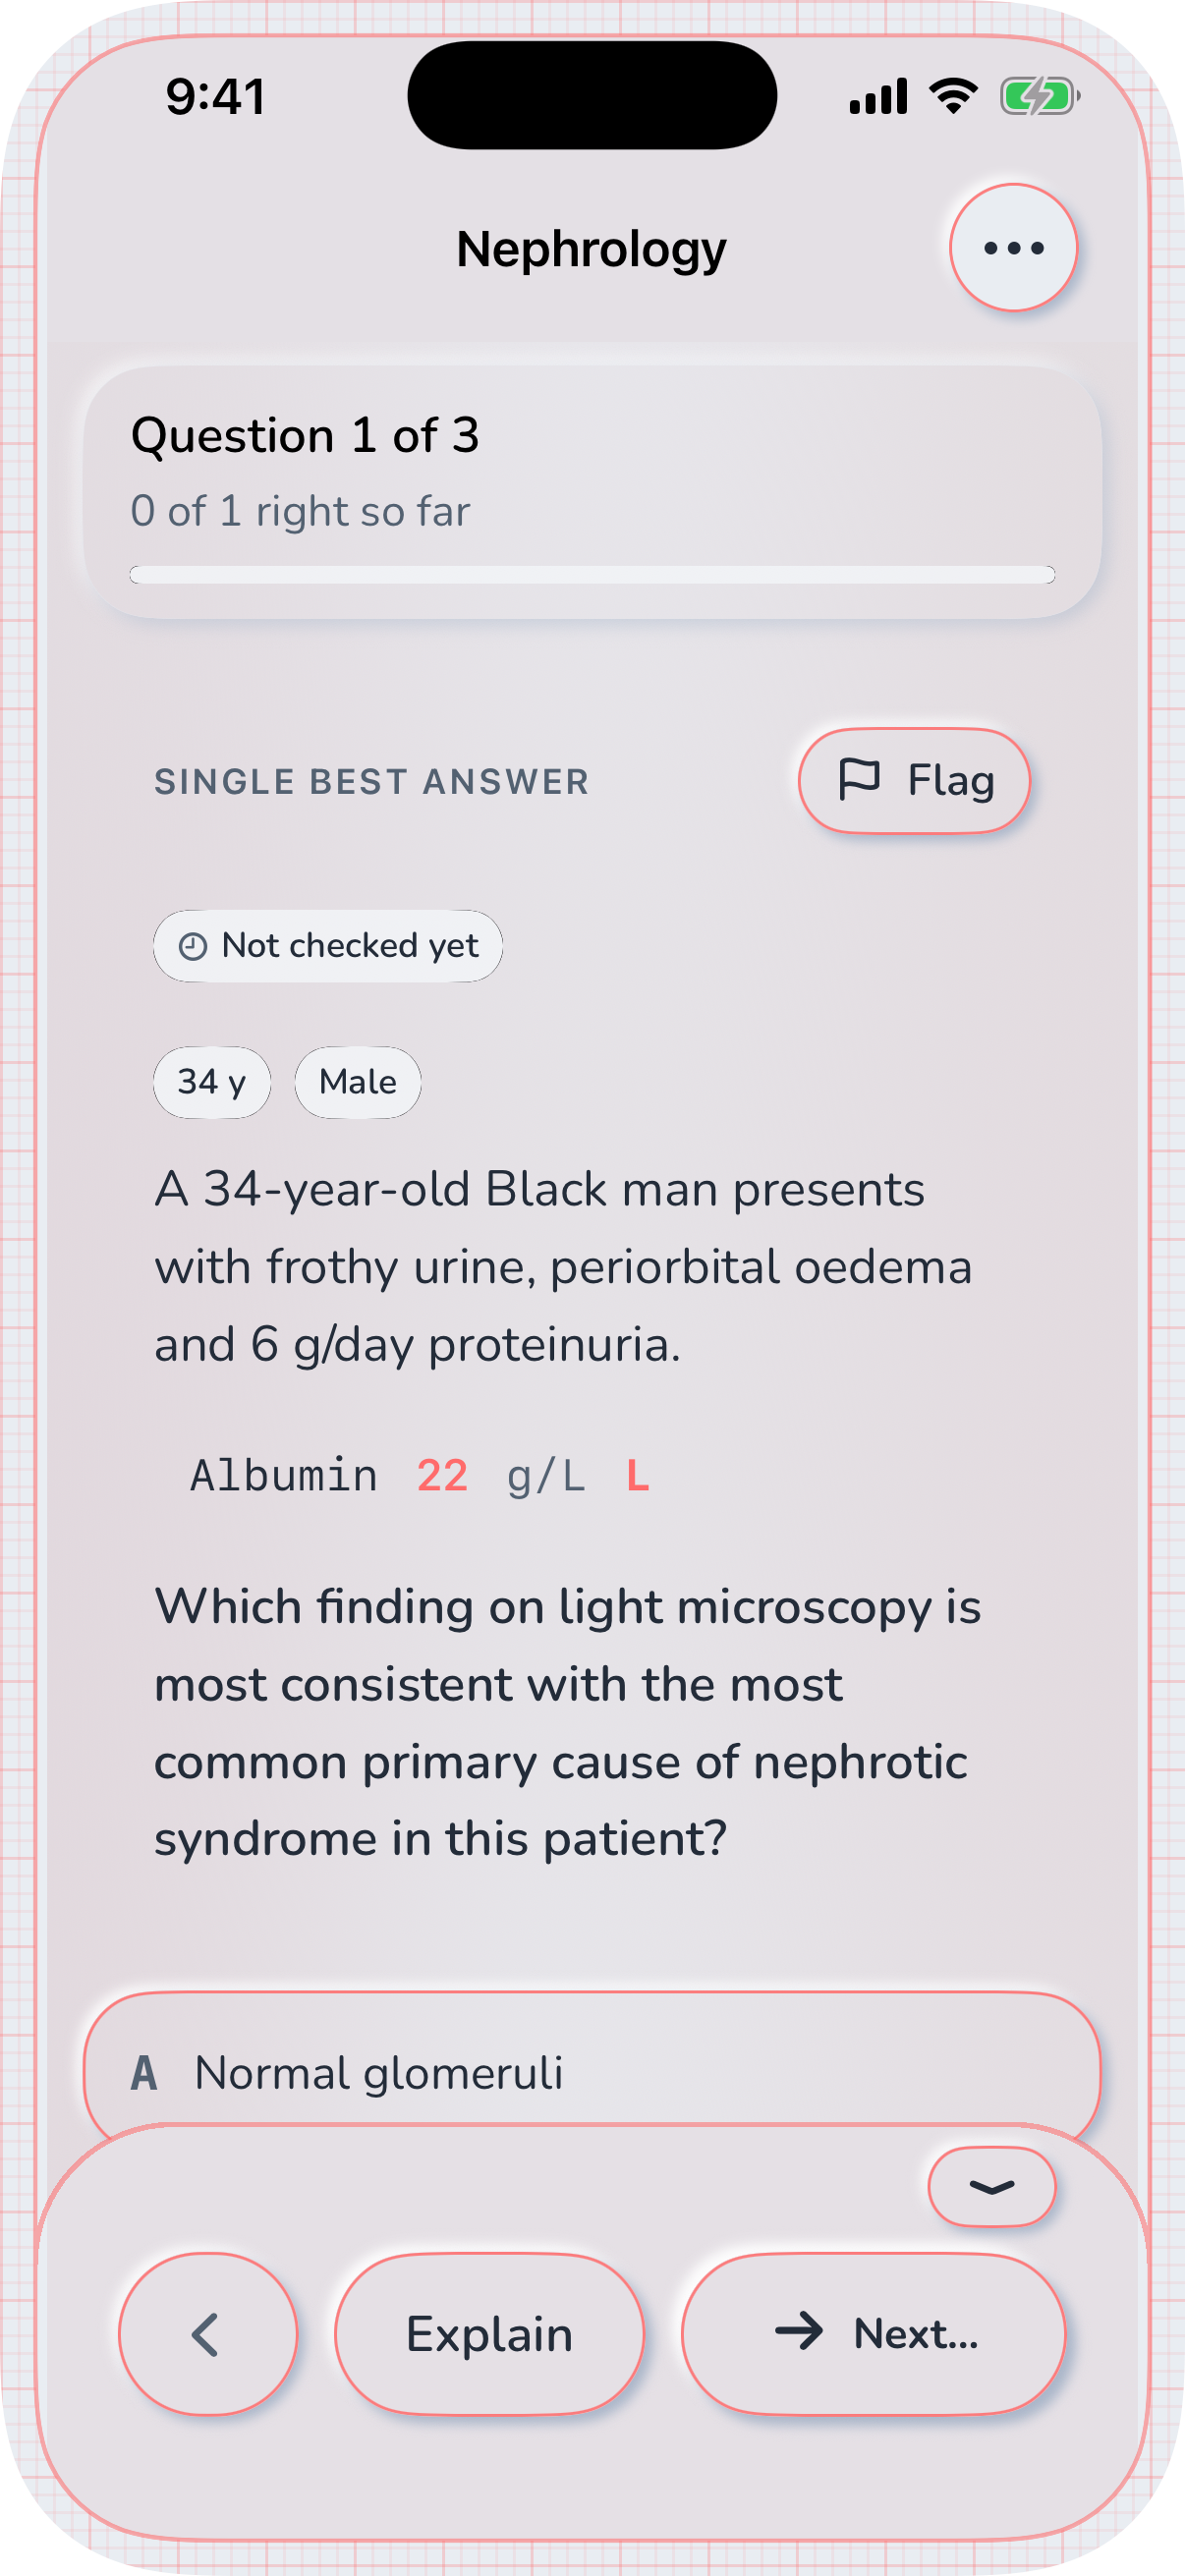 9:41
Nephrology
Question 1 of 3
0 of 1 right so far
SINGLE BEST ANSWER
Flag
Not checked yet
34 y Male
A 34-year-old Black man presents
with frothy urine, periorbital oedema
and 6 g/day proteinuria.
Albumin 22 g/L L
Which finding on light microscopy is
most consistent with the most
common primary cause of nephrotic
syndrome in this patient?
A Normal glomeruli
Explain
Next...